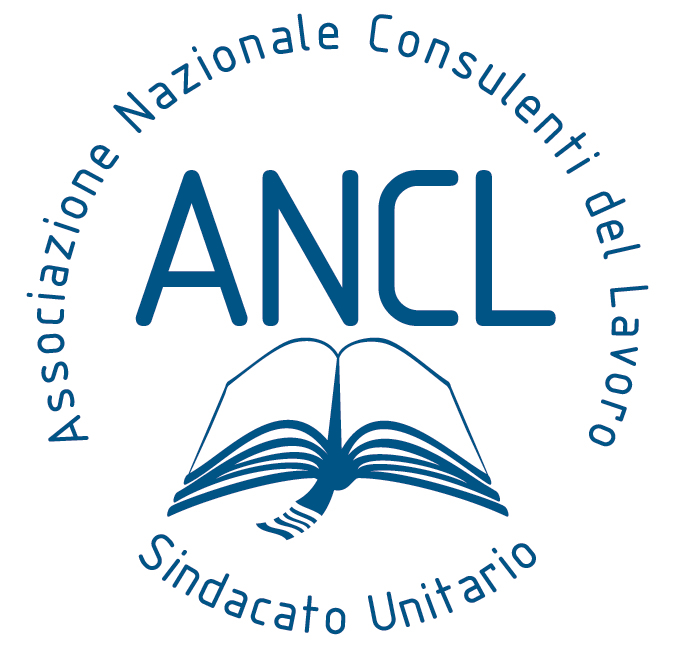 Associazione Nazionale Consulenti del Lavoro
ANCL
Sindacato Unitario